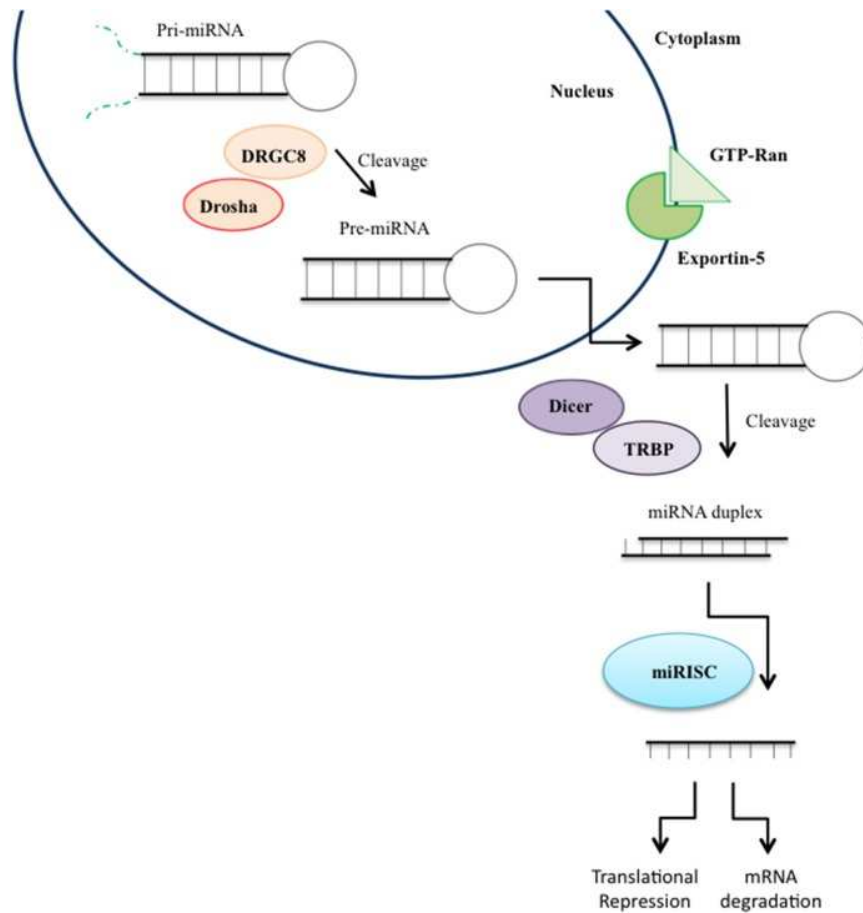 Pri-miRNA
Cytoplasm
Nucleus
DRGC8
Cleavage
GTP-Ran
Drosha
Pre-miRNA
Exportin-5
Dicer
Cleavage
TRBP
miRNA duplex
miRISC
Translational
Repression
mRNA
degradation